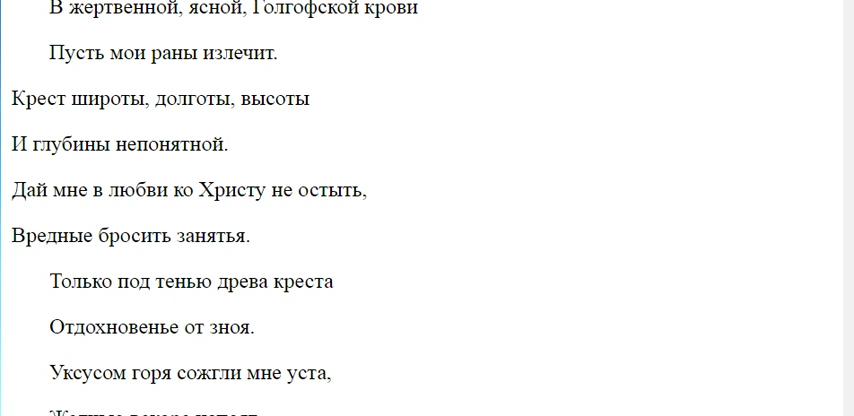 В жертвенной, ясной, Голгофской крови
Пусть мои раны излечит.
Крест широты, долготы, высоты
И глубины непонятной.
Дай мне в любви ко Христу не остыть,
Вредные бросить занятья.
Только под тенью древа креста
Отдохновенье от зноя.
Уксусом горя сожгли мне уста,